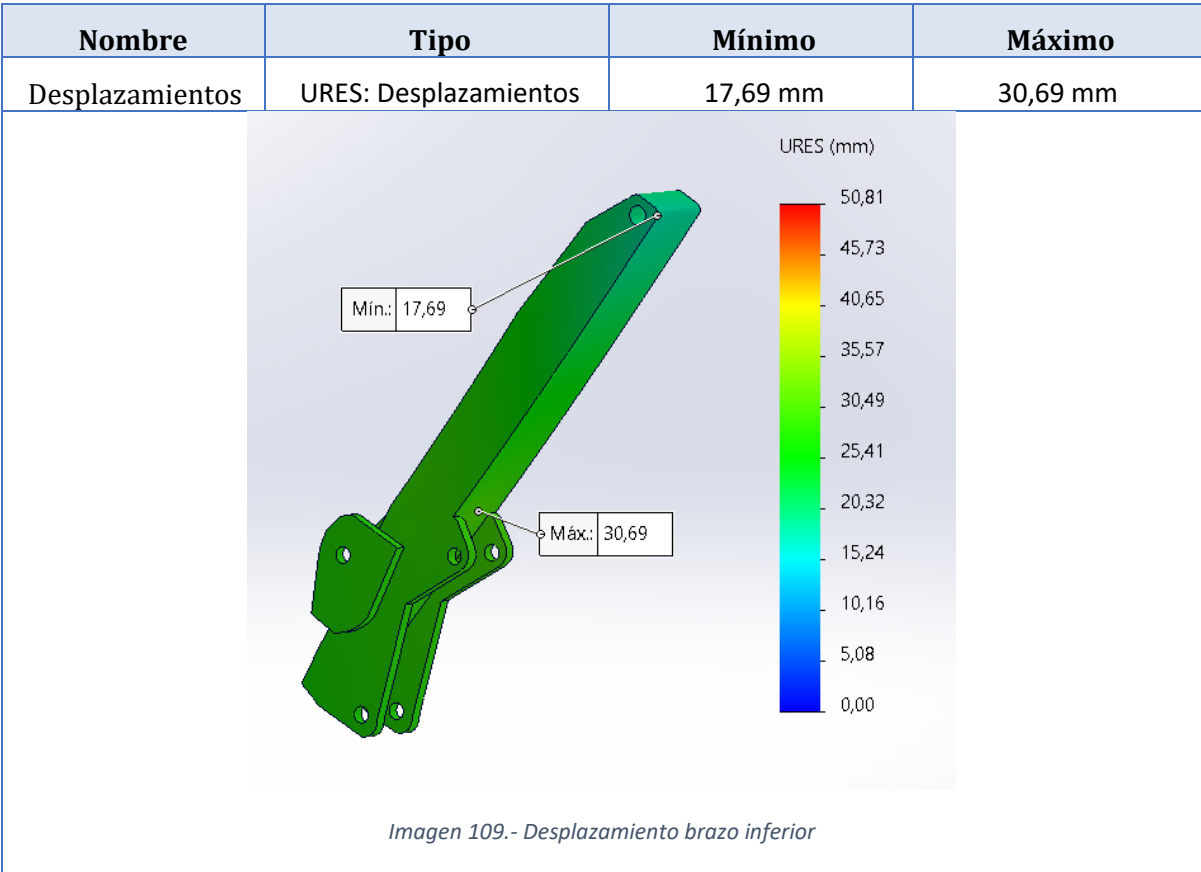 Nombre Tipo Mínimo Máximo
Desplazamientos URES: Desplazamientos 17,69 mm 30,69 mm
URES (mm)
50,81
45,73
40,65
35,57
30,49
25,41
20,32
15,24
10,16
5,08
0,00
Mín.: 17,69
Máx.: 30,69
Imagen 109.- Desplazamiento brazo inferior